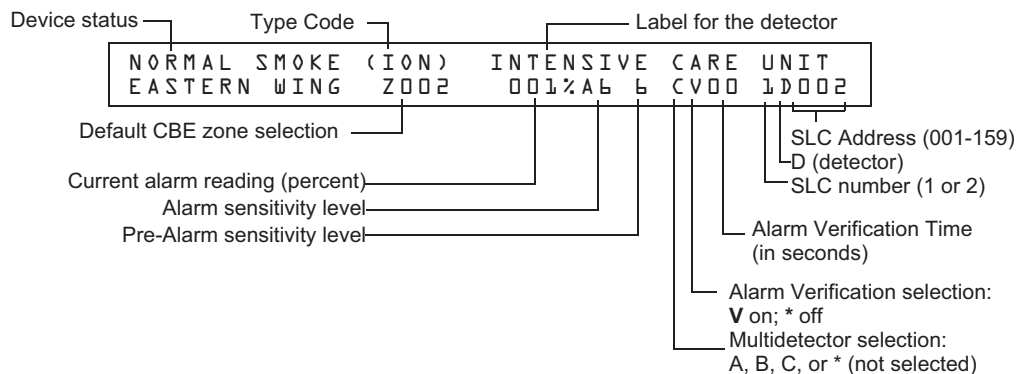 Device status
Type Code
Label for the detector
NORMAL SMOKE (ION) INTENSIVE CARE UNIT
EASTERN WING Z002 001%A6 6 CV00 1D002
Default CBE zone selection
SLC Address (001-159)
D (detector)
SLC number (1 or 2)
Current alarm reading (percent)
Alarm sensitivity level
Pre-Alarm sensitivity level
Alarm Verification Time
(in seconds)
Alarm Verification selection:
V on; * off
Multidetector selection:
A, B, C, or * (not selected)